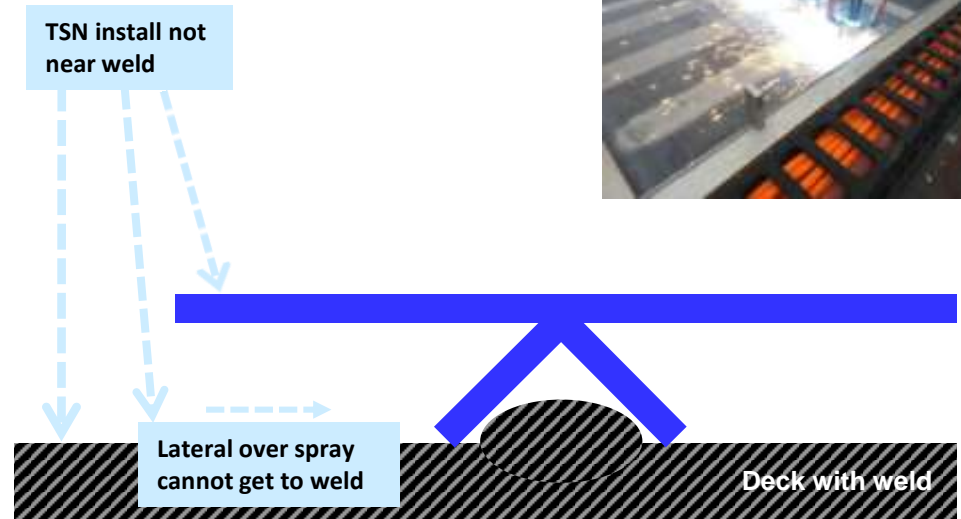 TSN install not
near weld
Lateral over spray
cannot get to weld
Deck with weld